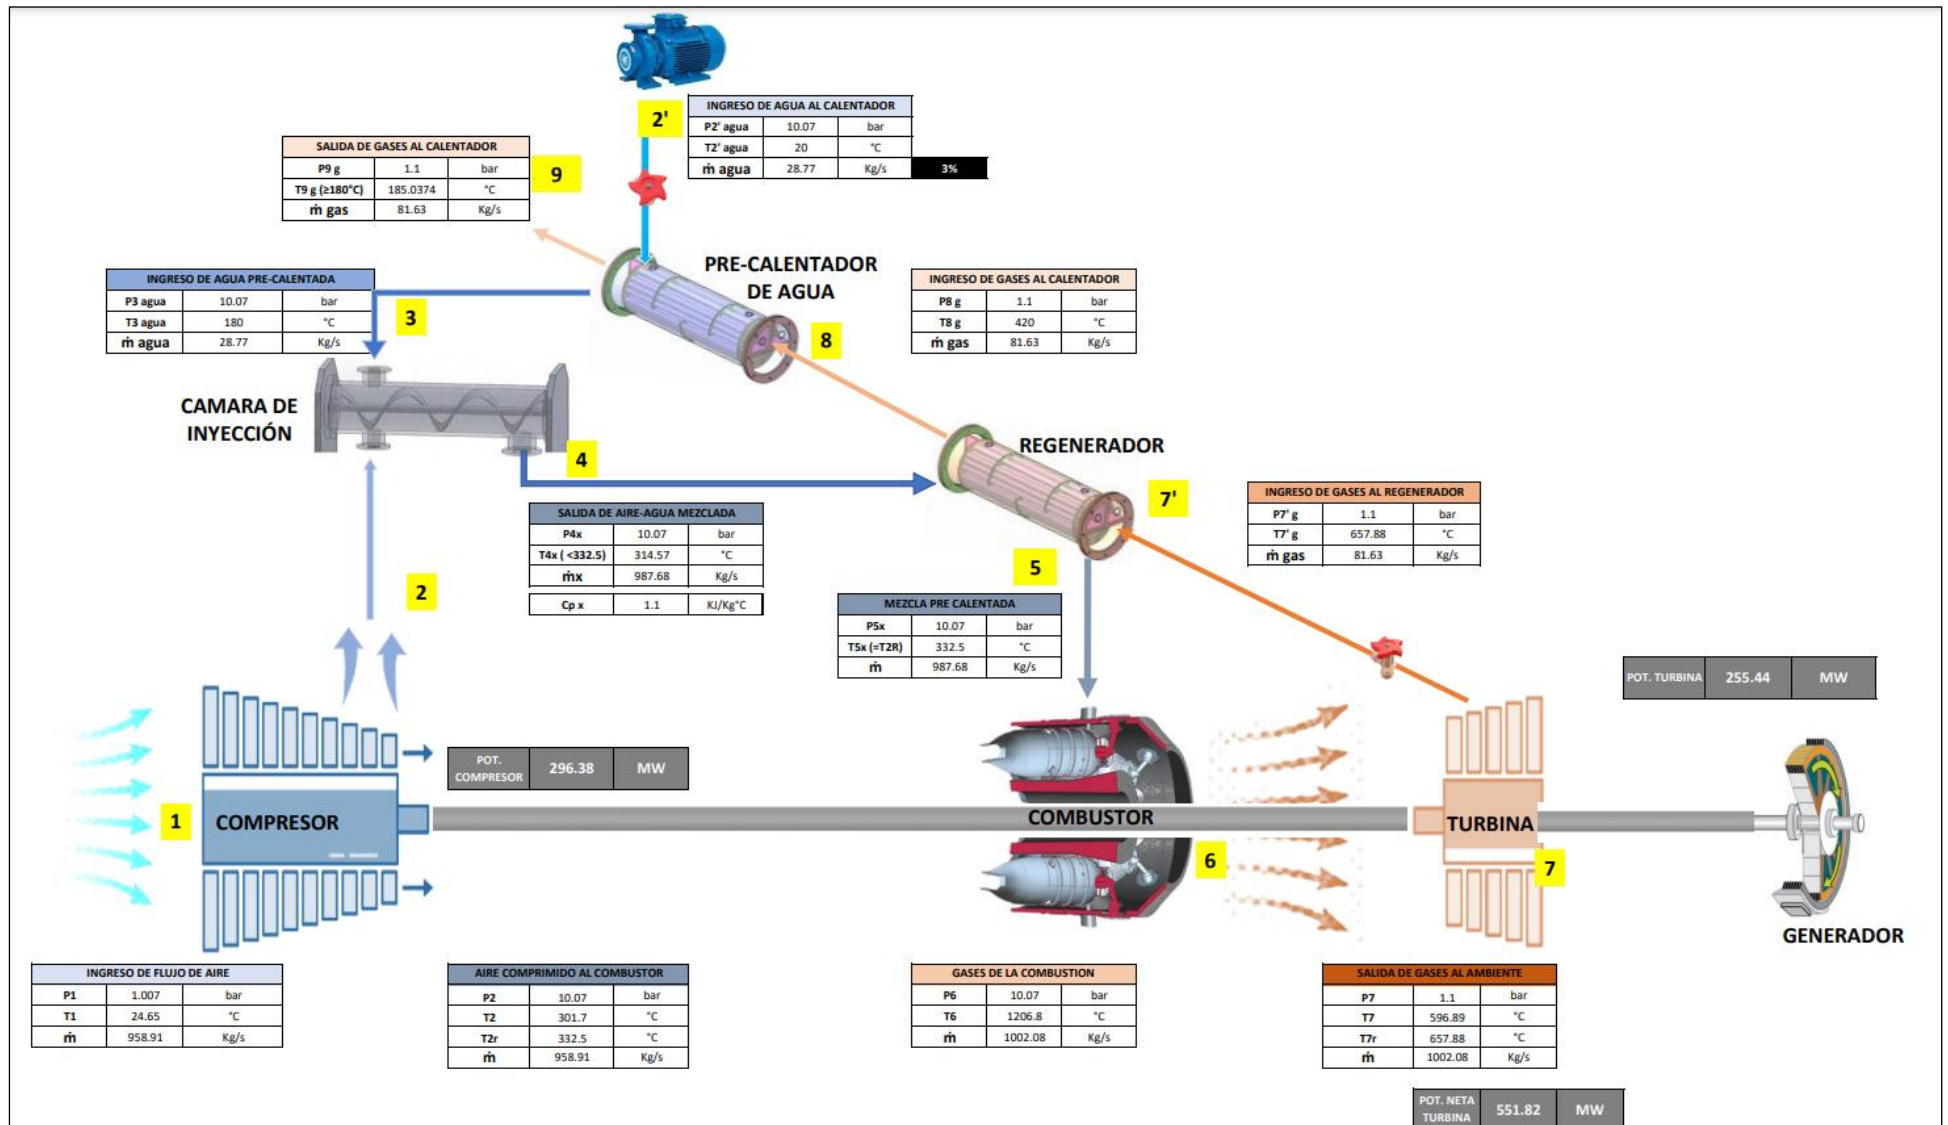 2'
INGRESO DE AGUA AL CALENTADOR
P2' agua 10.07 bar
T2' agua 20 °C
ṁ agua 28.77 Kg/s 3%
SALIDA DE GASES AL CALENTADOR
P9 g 1.1 bar
T9 g (≥180°C) 185.0374 °C
ṁ gas 81.63 Kg/s
9
PRE-CALENTADOR
DE AGUA
INGRESO DE AGUA PRE-CALENTADA
P3 agua 10.07 bar
T3 agua 180 °C
ṁ agua 28.77 Kg/s
3
INGRESO DE GASES AL CALENTADOR
P8 g 1.1 bar
T8 g 420 °C
ṁ gas 81.63 Kg/s
8
CAMARA DE
INYECCIÓN
4
REGENERADOR
7'
INGRESO DE GASES AL REGENERADOR
P7' g 1.1 bar
T7' g 657.88 °C
ṁ gas 81.63 Kg/s
SALIDA DE AIRE-AGUA MEZCLADA
P4x 10.07 bar
T4x ( <332.5) 314.57 °C
ṁx 987.68 Kg/s
Cp x 1.1 KJ/Kg°C
2
5
MEZCLA PRE CALENTADA
P5x 10.07 bar
T5x (=T2R) 332.5 °C
ṁ 987.68 Kg/s
POT. TURBINA 255.44 MW
POT.
COMPRESOR 296.38 MW
1
COMPRESOR
COMBUSTOR
TURBINA
6
7
GENERADOR
INGRESO DE FLUJO DE AIRE
P1 1.007 bar
T1 24.65 °C
ṁ 958.91 Kg/s
AIRE COMPRIMIDO AL COMBUSTOR
P2 10.07 bar
T2 301.7 °C
T2r 332.5 °C
ṁ 958.91 Kg/s
GASES DE LA COMBUSTION
P6 10.07 bar
T6 1206.8 °C
ṁ 1002.08 Kg/s
SALIDA DE GASES AL AMBIENTE
P7 1.1 bar
T7 596.89 °C
T7r 657.88 °C
ṁ 1002.08 Kg/s
POT. NETA
TURBINA 551.82 MW